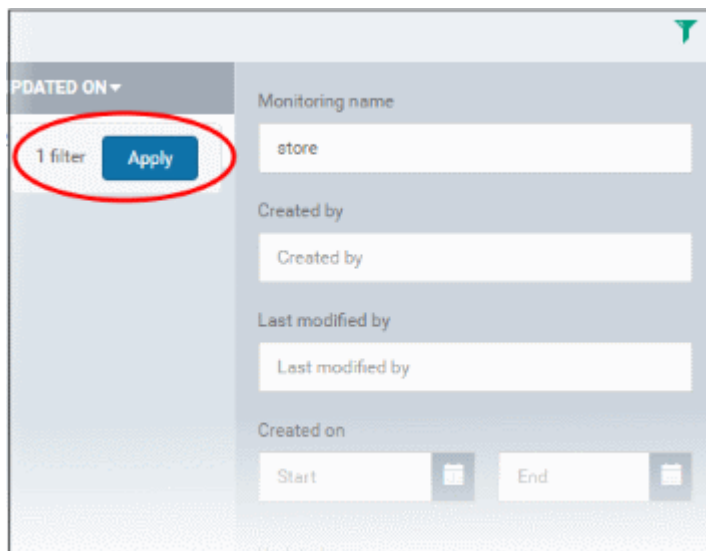 PDATED ON
1 filter Apply
Monitoring name
store
Created by
Created by
Last modified by
Last modified by
Created on
Start End